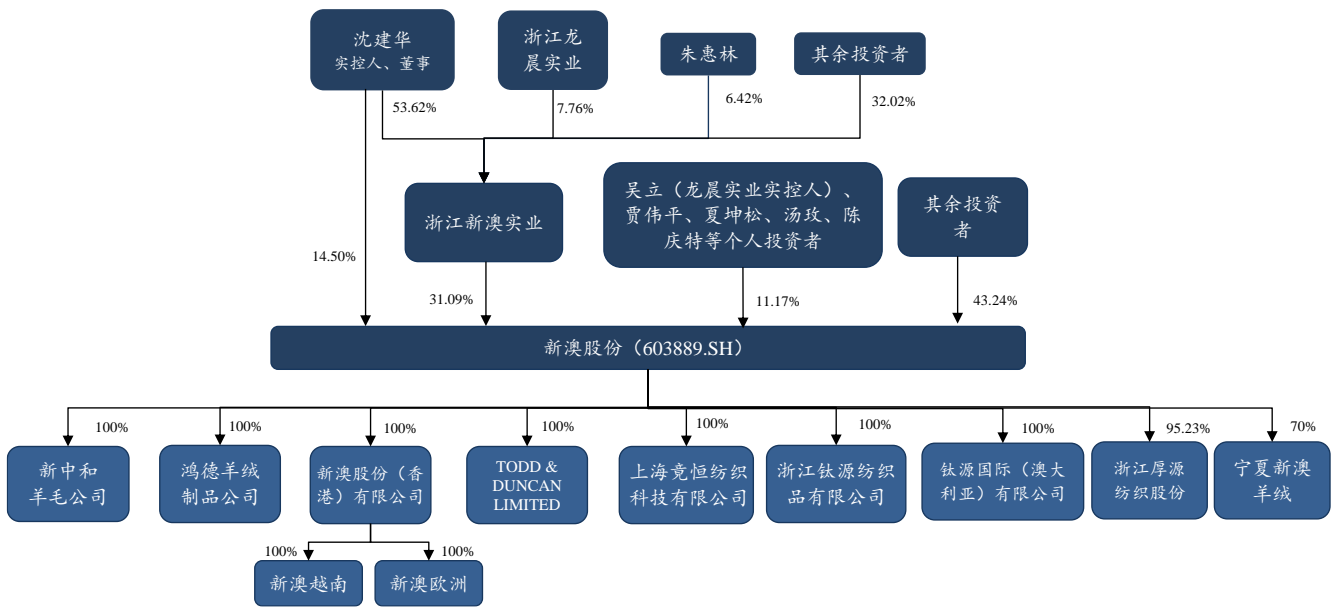 沈建华
实控人、董事
浙江龙
晨实业
朱惠林
其余投资者
53.62%
7.76%
6.42%
32.02%
浙江新澳实业
吴立（龙晨实业实控人）、
贾伟平、夏坤松、汤玫、陈
庆特等个人投资者
其余投资
者
14.50%
31.09%
11.17%
43.24%
新澳股份（603889.SH）
100%
100%
100%
100%
100%
100%
100%
95.23%
70%
新中和
羊毛公司
鸿德羊绒
制品公司
新澳股份（香
港）有限公司
TODD &
DUNCAN
LIMITED
上海竞恒纺织
科技有限公司
浙江钛源纺织
品有限公司
钛源国际（澳大
利亚）有限公司
浙江厚源
纺织股份
宁夏新澳
羊绒
100%
100%
新澳越南
新澳欧洲